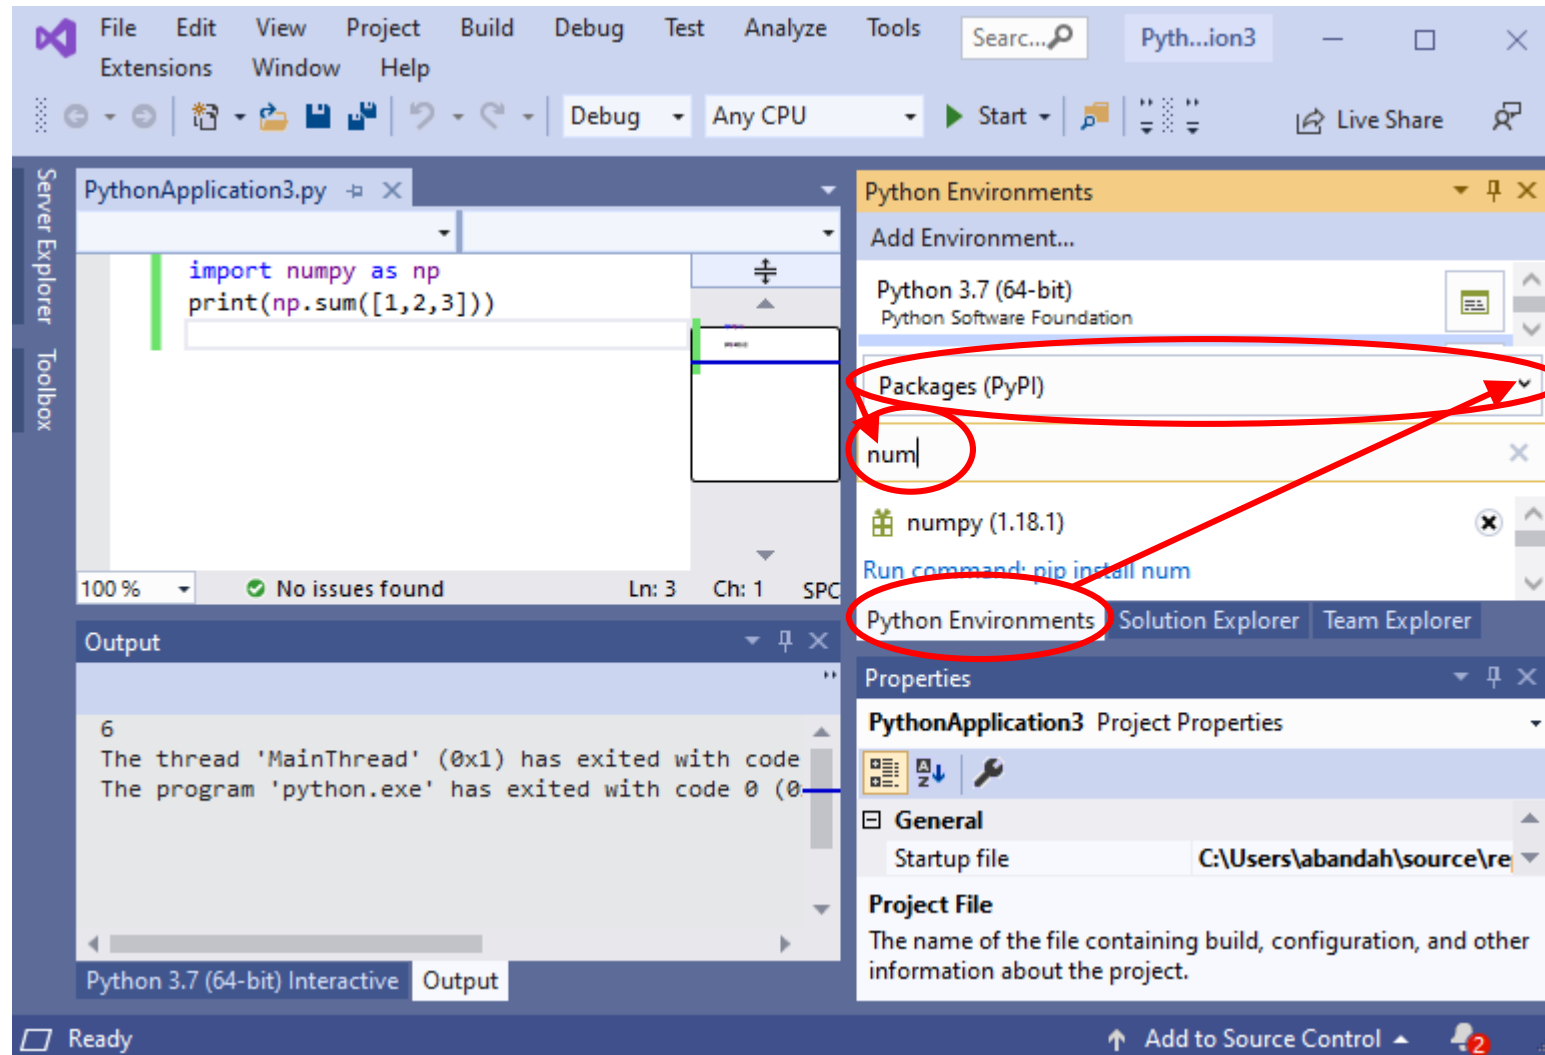 File Edit View Project Build Debug Test Analyze Tools Searc... Pyth...ion3
Extensions Window Help
Debug Any CPU Start Live Share
Server Explorer
Toolbox
PythonApplication3.py
import numpy as np
print(np.sum([1,2,3]))
100 % No issues found Ln: 3 Ch: 1 SPC
Output
6
The thread 'MainThread' (0x1) has exited with code
The program 'python.exe' has exited with code 0 (0
Python 3.7 (64-bit) Interactive Output
Python Environments
Add Environment...
Python 3.7 (64-bit)
Python Software Foundation
Packages (PyPI)
num
numpy (1.18.1)
Run command: pip install num
Python Environments Solution Explorer Team Explorer
Properties
PythonApplication3 Project Properties
General
Startup file C:\Users\abandah\source\re
Project File
The name of the file containing build, configuration, and other
information about the project.
Ready Add to Source Control 2